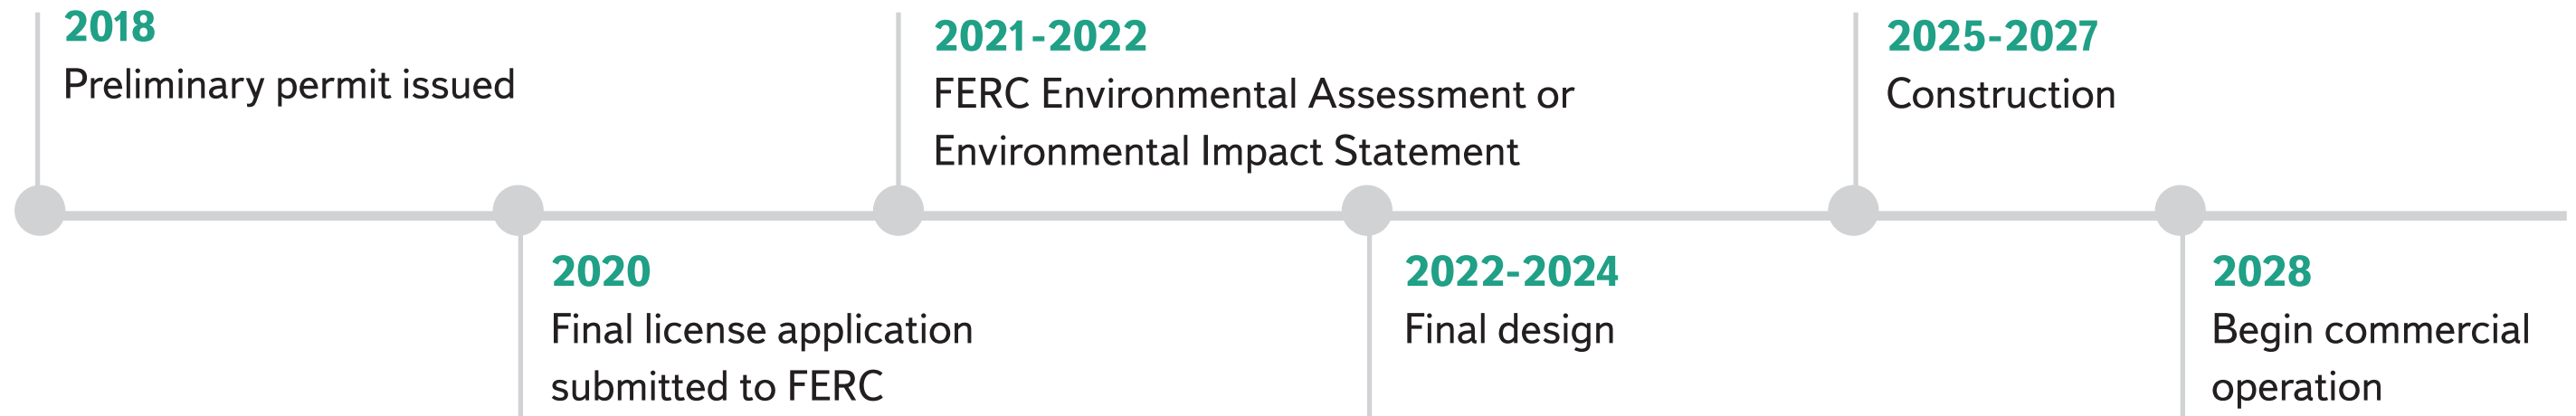 2018
Preliminary permit issued
2020
Final license application
submitted to FERC
2021-2022
FERC Environmental Assessment or
Environmental Impact Statement
2022-2024
Final design
2025-2027
Construction
2028
Begin commercial
operation